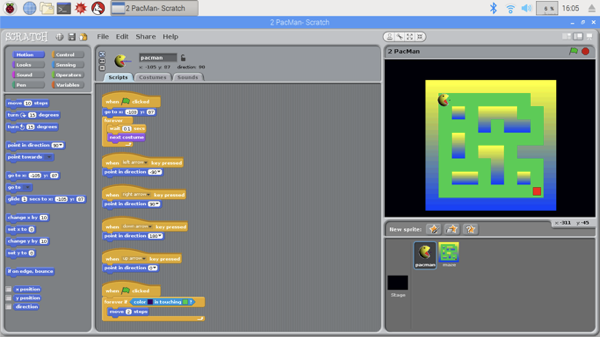 2 PacMan- Scratch
0 %
16:05
2 PacMan- Scratch
SCRATCH
File Edit Share Help
Motion Control
Looks Sensing
Sound Operators
Pen Variables
move 10 steps
turn 15 degrees
turn 15 degrees
point in direction 90
point towards
go to x: -105 y: 87
go to
glide 1 secs to x: -105 y: 87
change x by 10
set x to 0
change y by 10
set y to 0
if on edge, bounce
x position
y position
direction
pacman
x: -105 y: 87 direction: 90
Scripts Costumes Sounds
when clicked
go to x: -105 y: 87
forever
wait 0.1 secs
next costume
when left arrow key pressed
point in direction -90
when right arrow key pressed
point in direction 90
when down arrow key pressed
point in direction 180
when up arrow key pressed
point in direction 0
when clicked
forever if color is touching ?
move 2 steps
2 PacMan
x: -311 y: -45
New sprite:
pacman
maze
Stage